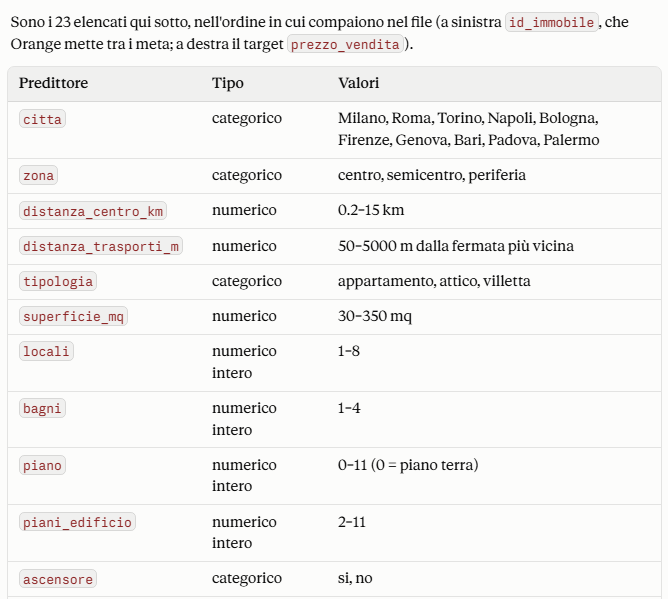 Sono i 23 elencati qui sotto, nell'ordine in cui compaiono nel file (a sinistra id_immobile, che
Orange mette tra i meta; a destra il target prezzo_vendita).
Predittore Tipo Valori
citta categorico Milano, Roma, Torino, Napoli, Bologna,
Firenze, Genova, Bari, Padova, Palermo
zona categorico centro, semicentro, periferia
distanza_centro_km numerico 0.2–15 km
distanza_trasporti_m numerico 50–5000 m dalla fermata più vicina
tipologia categorico appartamento, attico, villetta
superficie_mq numerico 30–350 mq
locali numerico 1–8
intero
bagni numerico 1–4
intero
piano numerico 0–11 (0 = piano terra)
intero
piani_edificio numerico 2–11
intero
ascensore categorico si, no